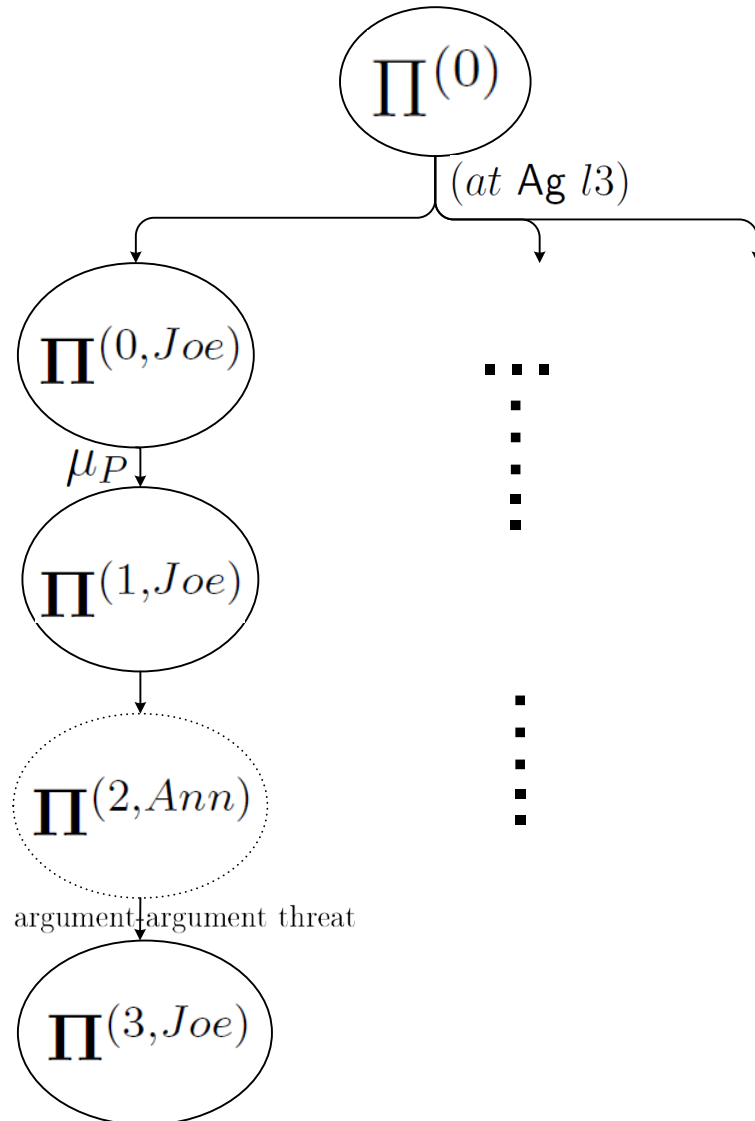 ∏^(0)
(at Ag l3)
Π^(0,Joe)
μ_P
Π^(1,Joe)
Π^(2,Ann)
argument-argument threat
Π^(3,Joe)